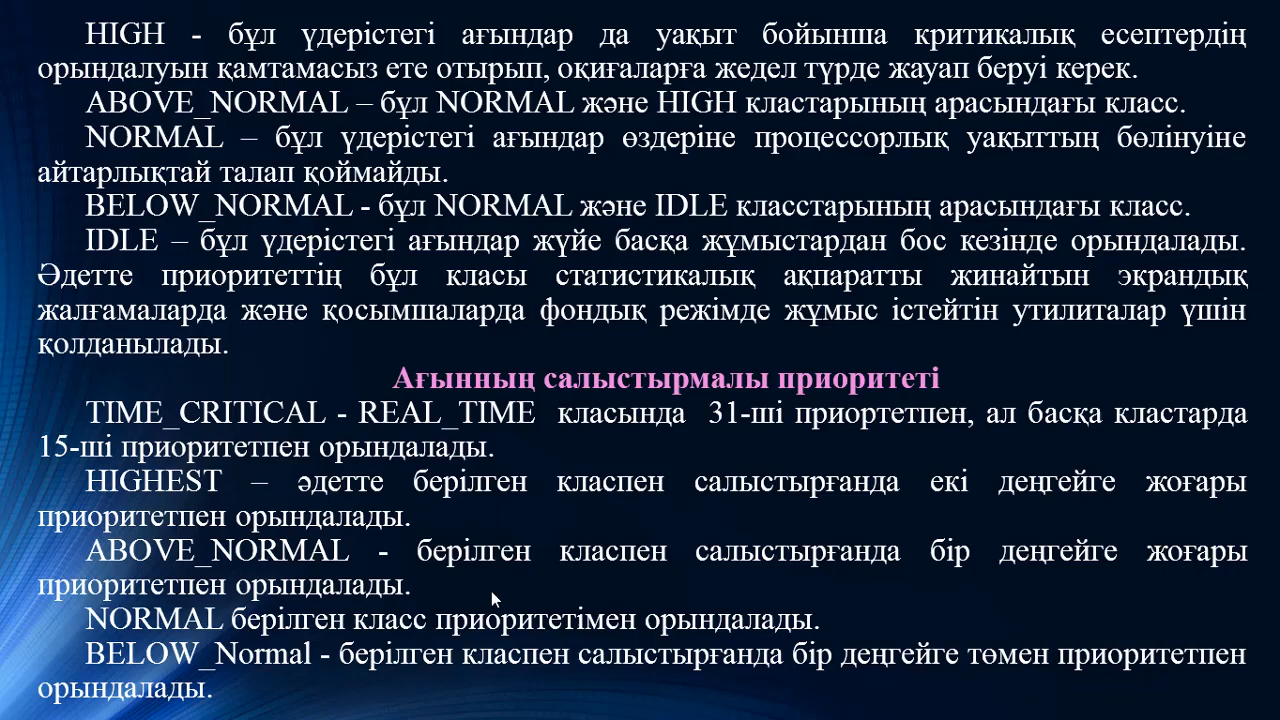 HIGH - бұл үдерістегі ағындар да уақыт бойынша критикалық есептердің
орындалуын қамтамасыз ете отырып, оқиғаларға жедел түрде жауап беруі керек.
ABOVE_NORMAL – бұл NORMAL және HIGH кластарының арасындағы класс.
NORMAL – бұл үдерістегі ағындар өздеріне процессорлық уақыттың бөлінуіне
айтарлықтай талап қоймайды.
BELOW_NORMAL - бұл NORMAL және IDLE класстарының арасындағы класс.
IDLE – бұл үдерістегі ағындар жүйе басқа жұмыстардан бос кезінде орындалады.
Әдетте приоритеттің бұл класы статистикалық ақпаратты жинайтын экрандық
жалғамаларда және қосымшаларда фондық режімде жұмыс істейтін утилиталар үшін
қолданылады.
Ағынның салыстырмалы приоритеті
TIME_CRITICAL - REAL_TIME класында 31-ші приортетпен, ал басқа кластарда
15-ші приоритетпен орындалады.
HIGHEST – әдетте берілген класпен салыстырғанда екі деңгейге жоғары
приоритетпен орындалады.
ABOVE_NORMAL - берілген класпен салыстырғанда бір деңгейге жоғары
приоритетпен орындалады.
NORMAL берілген класс приоритетімен орындалады.
BELOW_Normal - берілген класпен салыстырғанда бір деңгейге төмен приоритетпен
орындалады.